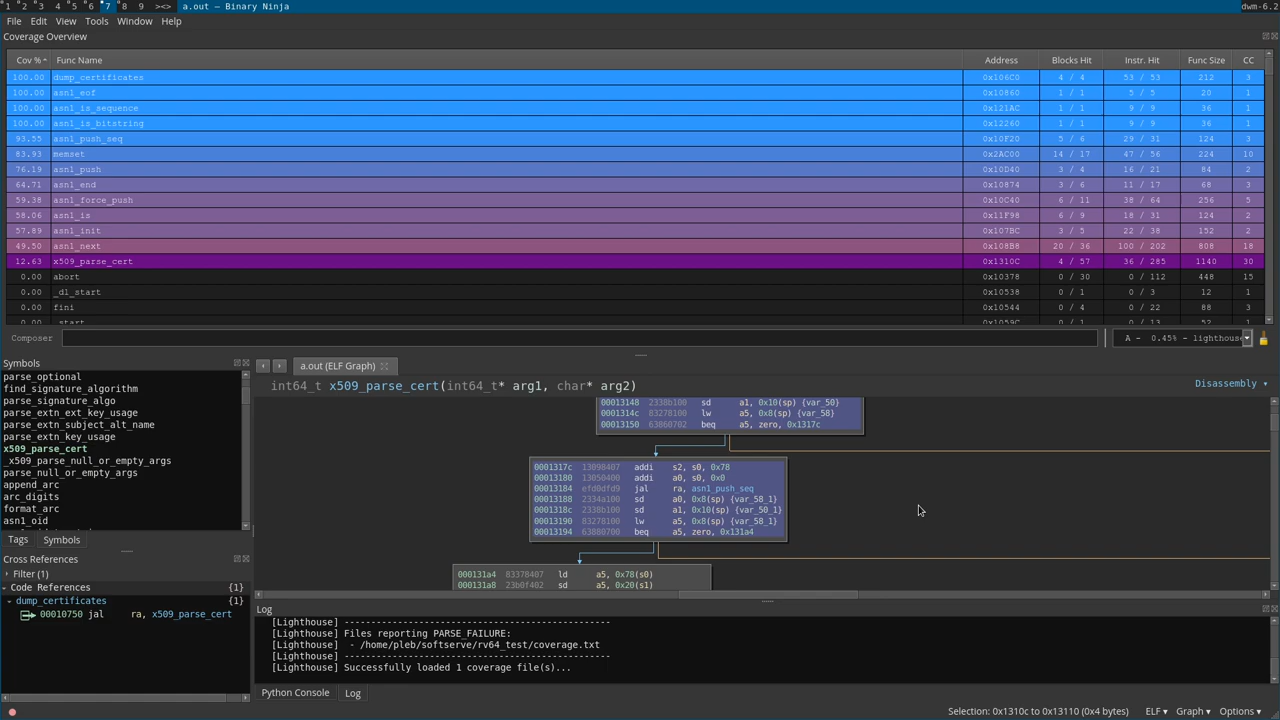 1 2 3 4 5 6 7 8 9 ><> a.out — Binary Ninja dwm-6.2
File Edit View Tools Window Help
Coverage Overview
Cov % Func Name Address Blocks Hit Instr. Hit Func Size CC
100.00 dump_certificates 0x106C0 4 / 4 53 / 53 212 3
100.00 asn1_eof 0x10860 1 / 1 5 / 5 20 1
100.00 asn1_is_sequence 0x121AC 1 / 1 9 / 9 36 1
100.00 asn1_is_bitstring 0x12260 1 / 1 9 / 9 36 1
93.55 asn1_push_seq 0x10F20 5 / 6 29 / 31 124 3
83.93 memset 0x2AC00 14 / 17 47 / 56 224 10
76.19 asn1_push 0x10D40 3 / 4 16 / 21 84 2
64.71 asn1_end 0x10874 3 / 6 11 / 17 68 3
59.38 asn1_force_push 0x10C40 6 / 11 38 / 64 256 5
58.06 asn1_is 0x11F98 6 / 9 18 / 31 124 2
57.89 asn1_init 0x107BC 3 / 5 22 / 38 152 2
49.50 asn1_next 0x108B8 20 / 36 100 / 202 808 18
12.63 x509_parse_cert 0x1310C 4 / 57 36 / 285 1140 30
0.00 abort 0x10378 0 / 30 0 / 112 448 15
0.00 _dl_start 0x10538 0 / 1 0 / 3 12 1
0.00 fini 0x10544 0 / 4 0 / 22 88 3
0.00 _start 0x1059C 0 / 1 0 / 13 52 1
Composer A - 0.45% - lighthouse
Symbols
parse_optional
find_signature_algorithm
parse_signature_algo
parse_extn_ext_key_usage
parse_extn_subject_alt_name
parse_extn_key_usage
x509_parse_cert
_x509_parse_null_or_empty_args
parse_null_or_empty_args
append_arc
arc_digits
format_arc
asn1_oid
Tags Symbols
Cross References
Filter (1)
Code References {1}
dump_certificates {1}
00010750 jal ra, x509_parse_cert
a.out (ELF Graph)
int64_t x509_parse_cert(int64_t* arg1, char* arg2)
Disassembly
00013148 2338b100 sd a1, 0x10(sp) {var_50}
0001314c 83278100 lw a5, 0x8(sp) {var_58}
00013150 63860702 beq a5, zero, 0x1317c
0001317c 13098407 addi s2, s0, 0x78
00013180 13050400 addi a0, s0, 0x0
00013184 efd0dfd9 jal ra, asn1_push_seq
00013188 2334a100 sd a0, 0x8(sp) {var_58_1}
0001318c 2338b100 sd a1, 0x10(sp) {var_50_1}
00013190 83278100 lw a5, 0x8(sp) {var_58_1}
00013194 63880700 beq a5, zero, 0x131a4
000131a4 83378407 ld a5, 0x78(s0)
000131a8 23b0f402 sd a5, 0x20(s1)
Log
[Lighthouse] -------------------------------------------------
[Lighthouse] Files reporting PARSE_FAILURE:
[Lighthouse] - /home/pleb/softserve/rv64_test/coverage.txt
[Lighthouse] -------------------------------------------------
[Lighthouse] Successfully loaded 1 coverage file(s)...
Python Console Log
Selection: 0x1310c to 0x13110 (0x4 bytes) ELF Graph Options